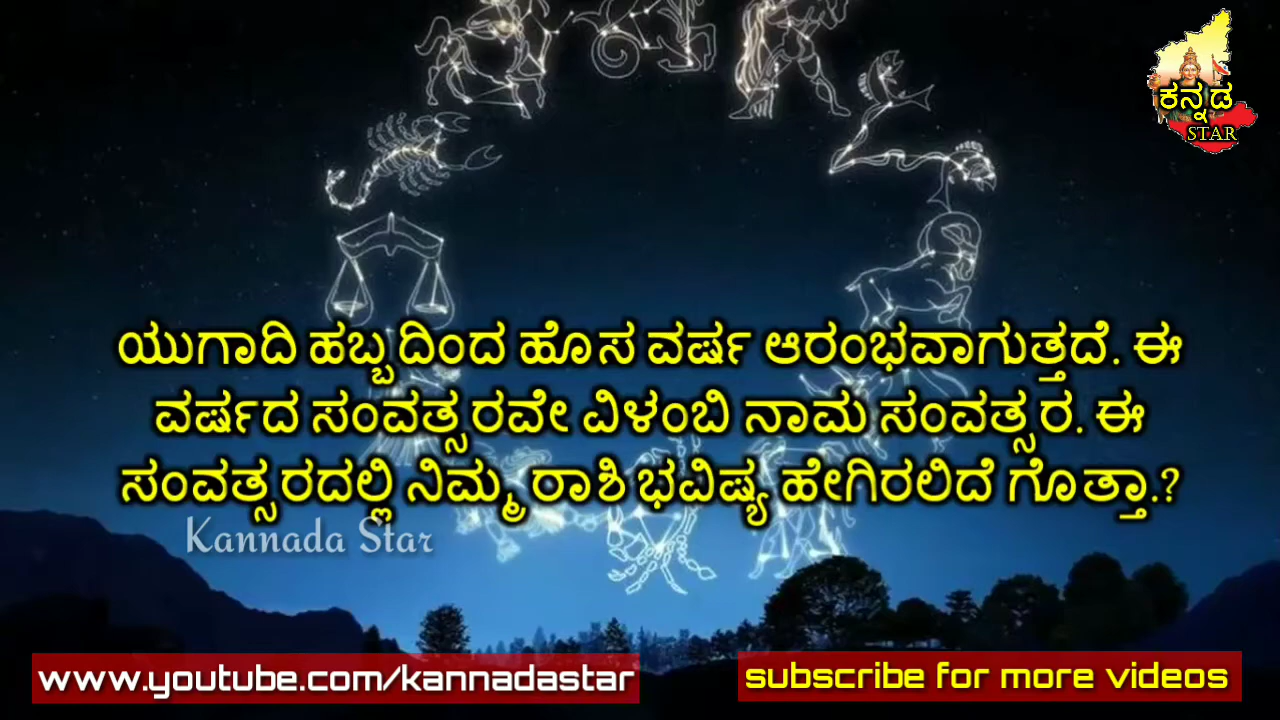 ಕನ್ನಡ
STAR
ಯುಗಾದಿ ಹಬ್ಬದಿಂದ ಹೊಸ ವರ್ಷ ಆರಂಭವಾಗುತ್ತದೆ. ಈ
ವರ್ಷದ ಸಂವತ್ಸರವೇ ವಿಳಂಬಿ ನಾಮ ಸಂವತ್ಸರ. ಈ
ಸಂವತ್ಸರದಲ್ಲಿ ನಿಮ್ಮ ರಾಶಿ ಭವಿಷ್ಯ ಹೇಗಿರಲಿದೆ ಗೊತ್ತಾ.?
Kannada Star
www.youtube.com/kannadastar
subscribe for more videos